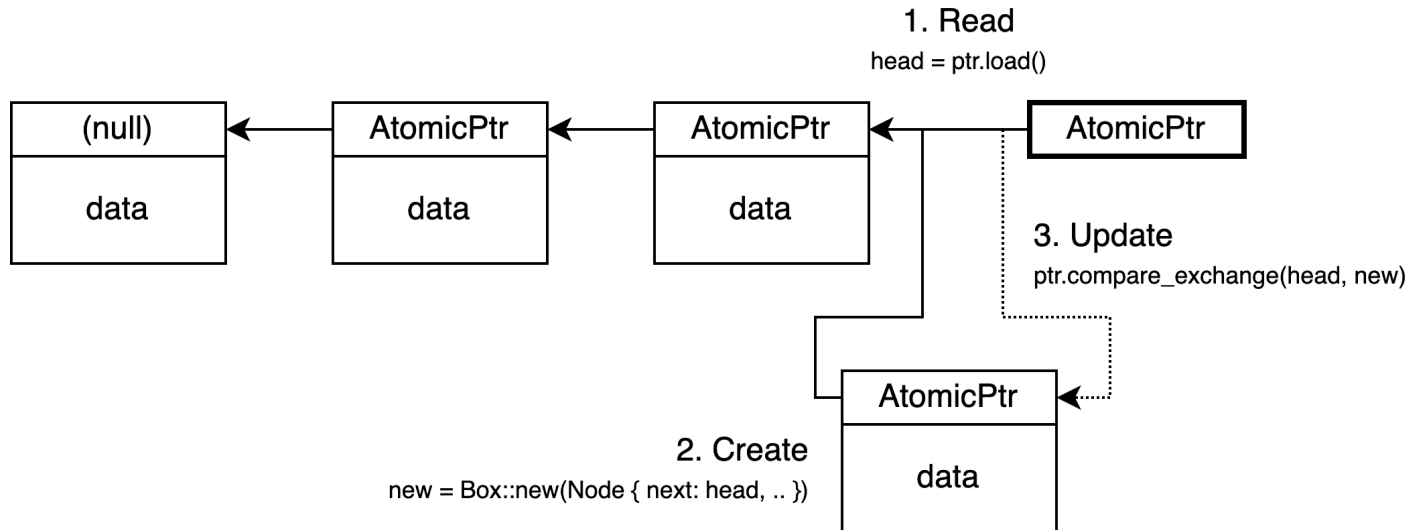 1. Read
head = ptr.load()
(null)
AtomicPtr
AtomicPtr
AtomicPtr
data
data
data
3. Update
ptr.compare_exchange(head, new)
AtomicPtr
2. Create
data
new = Box::new(Node { next: head, .. })